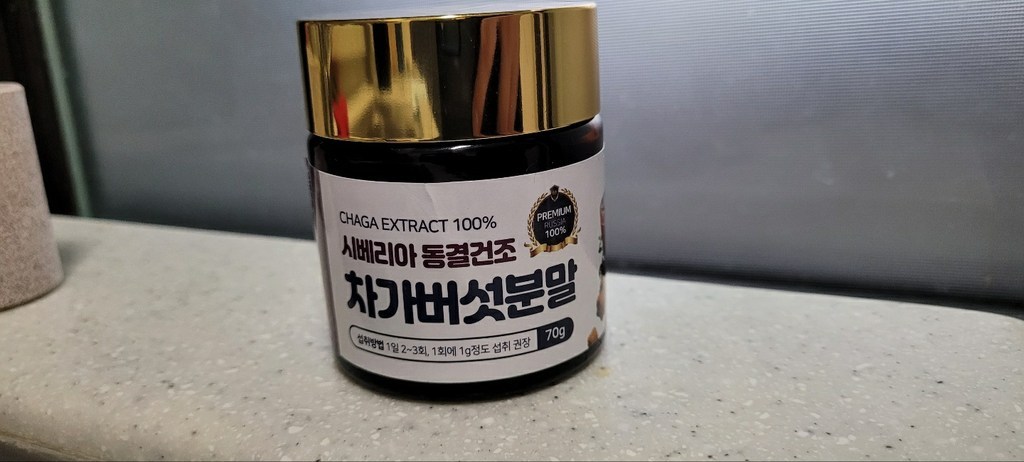 CHAGA EXTRACT 100%
PREMIUM
RUSSIA
100%
시베리아 동결건조
차가버섯분말
섭취방법 1일 2~3회, 1회에 1g정도 섭취 권장
70g